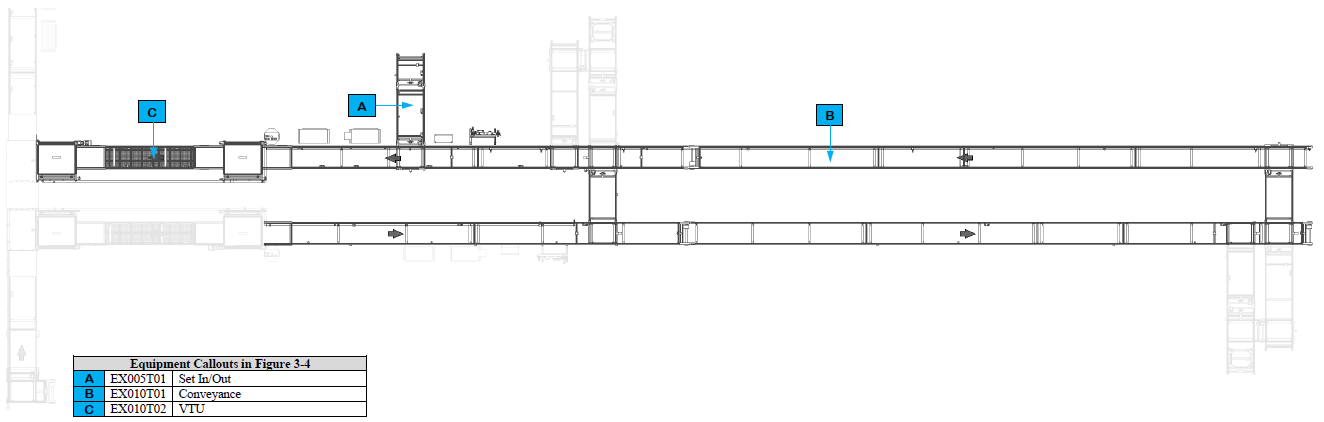 C
A
B
Equipment Callouts in Figure 3-4
A EX005T01 Set In/Out
B EX010T01 Conveyance
C EX010T02 VTU